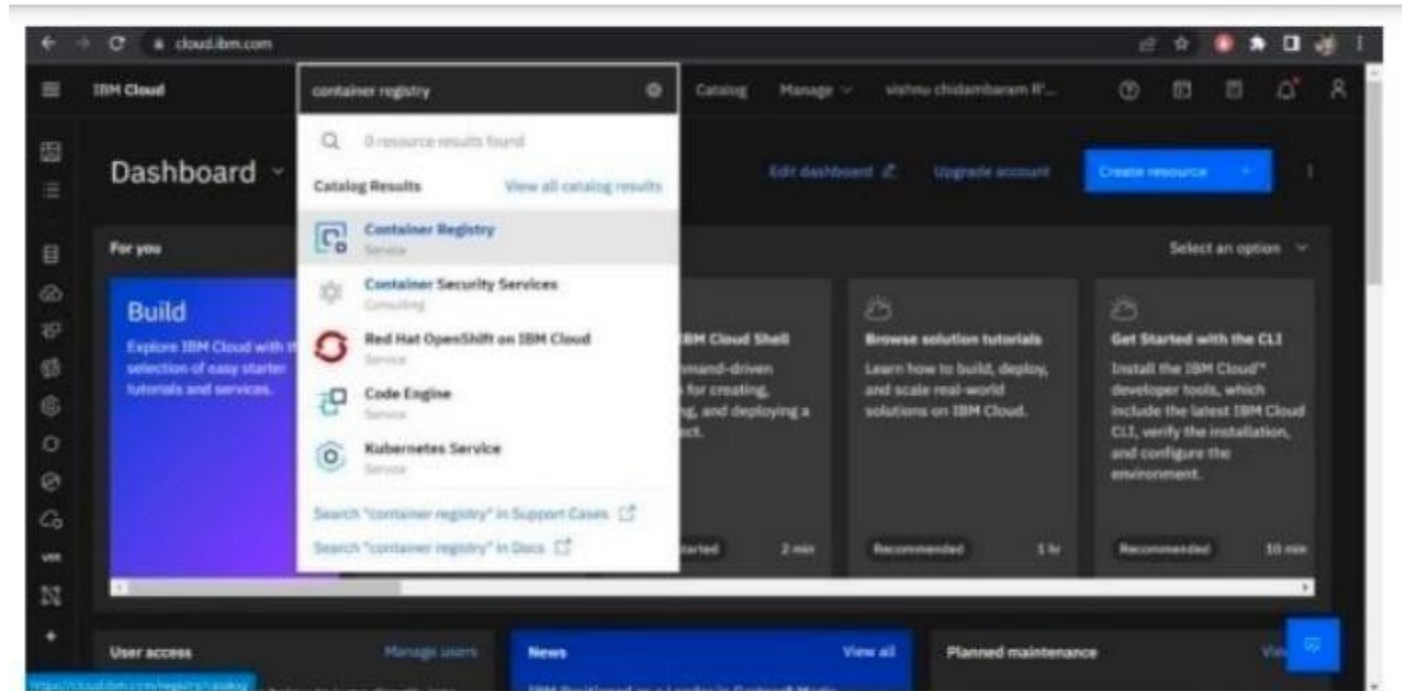 cloud.ibm.com
IBM Cloud
container registry
Catalog
Manage
vishnu chidambaram R'...
0 resource results found
Dashboard
Edit dashboard
Upgrade account
Create resource +
Catalog Results
View all catalog results
For you
Select an option
Container Registry
Service
Container Security Services
Consulting
Red Hat OpenShift on IBM Cloud
Service
Code Engine
Service
Kubernetes Service
Service
Search "container registry" in Support Cases
Search "container registry" in Docs
Build
Explore IBM Cloud with
selection of easy starter
tutorials and services.
IBM Cloud Shell
for creating,
and deploying a
2 min
Browse solution tutorials
Learn how to build, deploy,
and scale real-world
solutions on IBM Cloud.
Recommended
1 hr
Get Started with the CLI
Install the IBM Cloud™
developer tools, which
include the latest IBM Cloud
CLI, verify the installation,
and configure the
environment.
Recommended
10 min
vm
User access
Manage users
News
View all
Planned maintenance